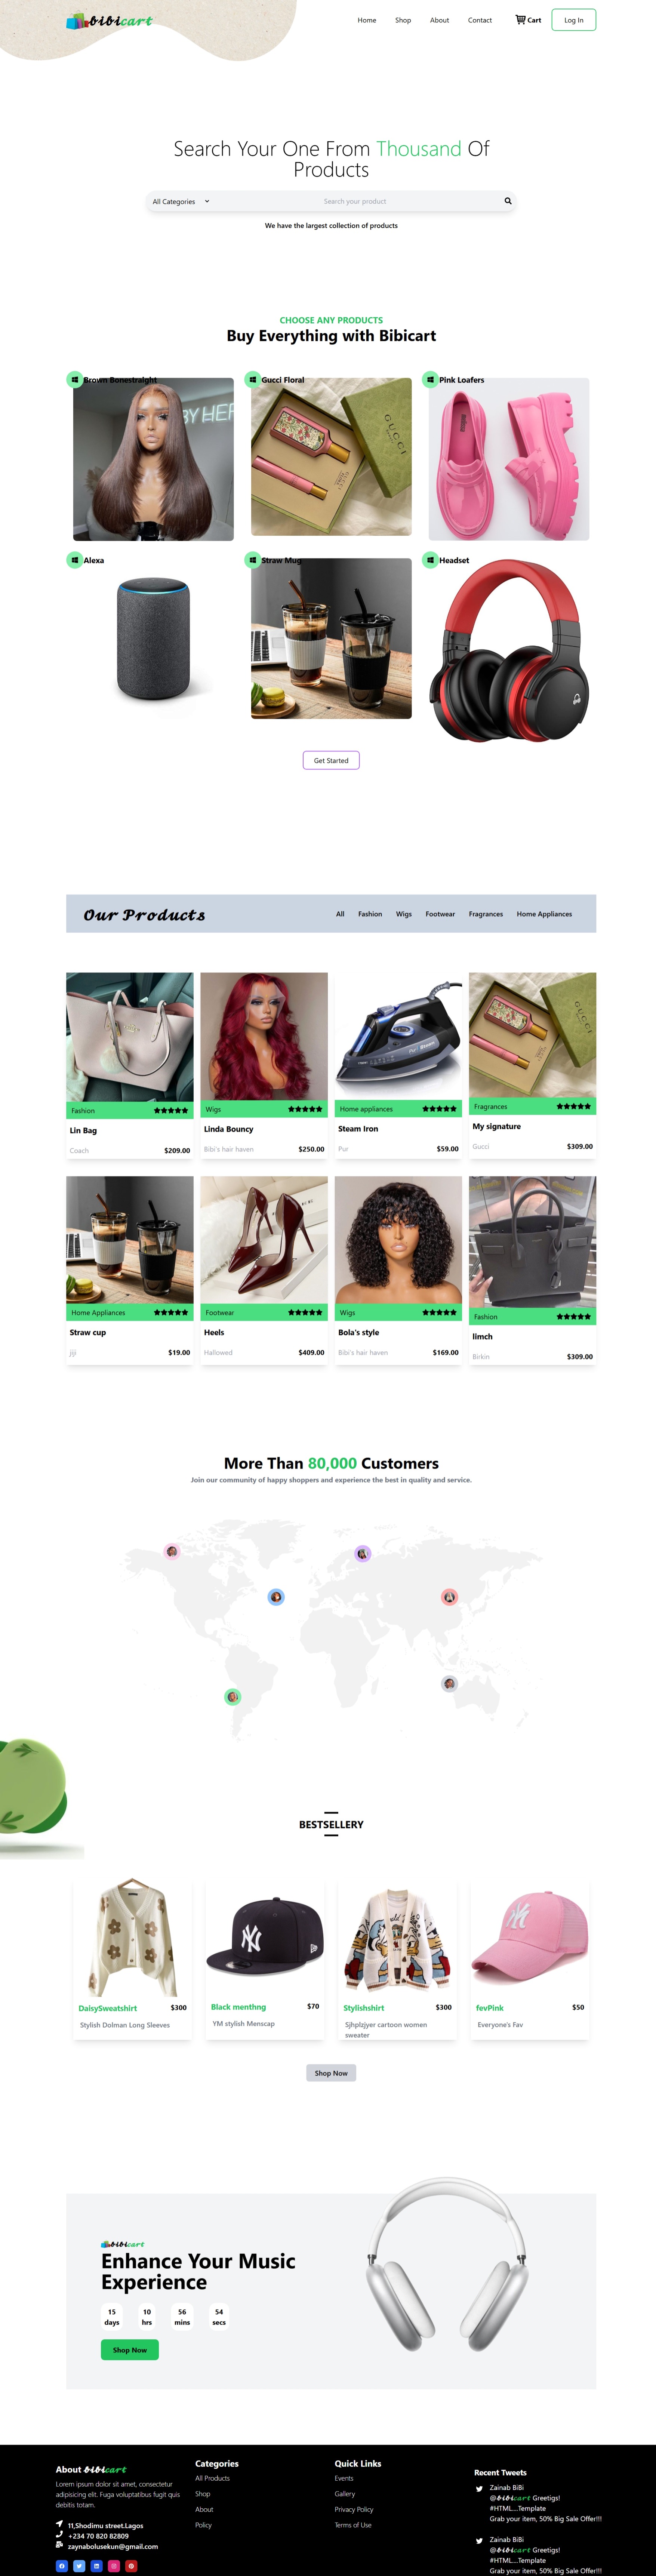 bibicart
Home Shop About Contact Cart Log In
Search Your One From Thousand Of
Products
All Categories Search your product
We have the largest collection of products
CHOOSE ANY PRODUCTS
Buy Everything with Bibicart
Brown Bonestraight Gucci Floral Pink Loafers
BY HER
GUCCI
Alexa Straw Mug Headset
Get Started
Our Products All Fashion Wigs Footwear Fragrances Home Appliances
GUCCI
Fashion Wigs Home appliances Fragrances
Lin Bag Linda Bouncy Steam Iron My signature
Coach $209.00 Bibi's hair haven $250.00 Pur $59.00 Gucci $309.00
Home Appliances Footwear Wigs Fashion
Straw cup Heels Bola's style limch
jiji $19.00 Hallowed $409.00 Bibi's hair haven $169.00 Birkin $309.00
More Than 80,000 Customers
Join our community of happy shoppers and experience the best in quality and service.
BESTSELLERY
DaisySweatshirt $300 Black menthng $70 Stylishshirt $300 fevPink $50
Stylish Dolman Long Sleeves YM stylish Menscap Sjhplzjyer cartoon women Everyone's Fav
sweater
Shop Now
bibicart
Enhance Your Music
Experience
15 10 56 54
days hrs mins secs
Shop Now
About bibicart
Lorem ipsum dolor sit amet, consectetur
adipisicing elit. Fuga voluptatibus fugit quis
debitis totam.
11,Shodimu street.Lagos
+234 70 820 82809
zaynabolusekun@gmail.com
Categories
All Products
Shop
About
Policy
Quick Links
Events
Gallery
Privacy Policy
Terms of Use
Recent Tweets
Zainab BiBi
@bibicart Greetigs!
#HTML...Template
Grab your item, 50% Big Sale Offer!!!
Zainab BiBi
@bibicart Greetigs!
#HTML...Template
Grab your item, 50% Big Sale Offer!!!